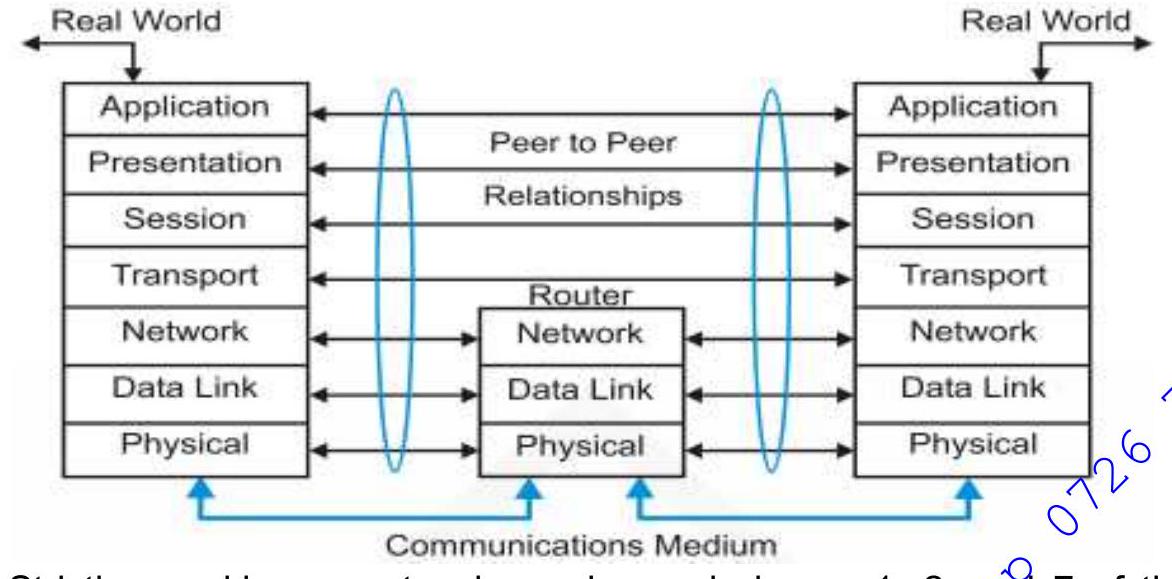 Real World
Real World
Application
Application
Peer to Peer
Presentation
Presentation
Relationships
Session
Session
Transport
Transport
Router
Network
Network
Network
Data Link
Data Link
Data Link
Physical
Physical
Physical
Communications Medium
0726